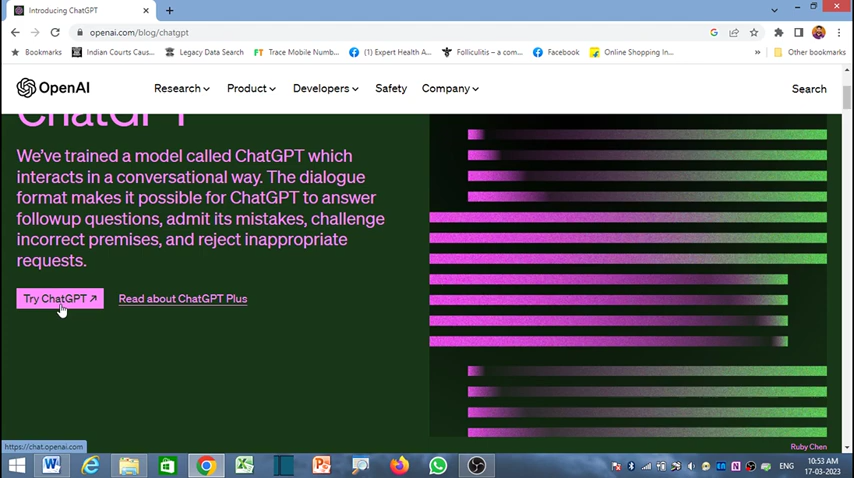 Introducing ChatGPT
openai.com/blog/chatgpt
Bookmarks
Indian Courts Caus...
Legacy Data Search
FT Trace Mobile Numb...
(1) Expert Health A...
Folliculitis – a com...
Facebook
Online Shopping In...
Other bookmarks
OpenAI
Research
Product
Developers
Safety
Company
Search
ChatGPT
We've trained a model called ChatGPT which
interacts in a conversational way. The dialogue
format makes it possible for ChatGPT to answer
followup questions, admit its mistakes, challenge
incorrect premises, and reject inappropriate
requests.
Try ChatGPT ↗
Read about ChatGPT Plus
Ruby Chen
https://chat.openai.com
ENG
10:53 AM
17-03-2023